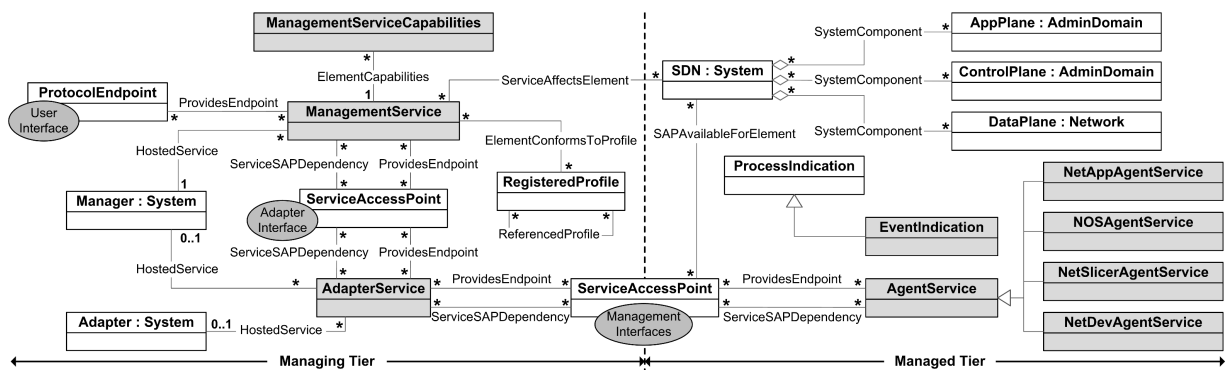 ManagementServiceCapabilities
*
ElementCapabilities
1
ProtocolEndpoint
User
Interface
ProvidesEndpoint
*
*
ManagementService
*
*
*
ServiceAffectsElement
*
SDN : System
*
*
*
*
*
*
SystemComponent
*
AppPlane : AdminDomain
SystemComponent
*
ControlPlane : AdminDomain
SystemComponent
*
DataPlane : Network
HostedService
1
Manager : System
0..1
HostedService
*
*
*
ServiceSAPDependency
ProvidesEndpoint
*
*
ServiceAccessPoint
Adapter
Interface
*
*
ServiceSAPDependency
ProvidesEndpoint
*
*
AdapterService
ElementConformsToProfile
*
RegisteredProfile
*
*
ReferencedProfile
SAPAvailableForElement
*
ProcessIndication
EventIndication
NetAppAgentService
NOSAgentService
NetSlicerAgentService
NetDevAgentService
*
ProvidesEndpoint
*
*
ServiceSAPDependency
*
ServiceAccessPoint
Management
Interfaces
*
ProvidesEndpoint
*
*
ServiceSAPDependency
*
AgentService
Adapter : System
0..1
HostedService
*
Managing Tier
Managed Tier